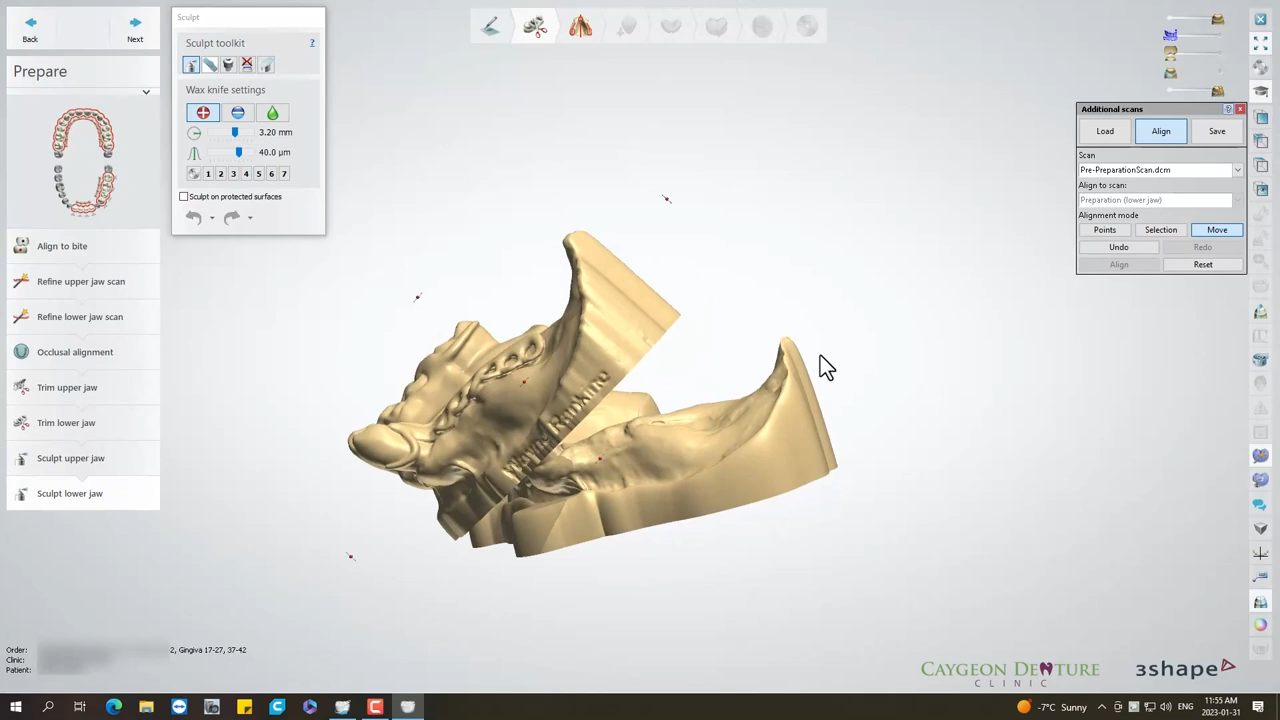 Back
Next
Prepare
Align to bite
Refine upper jaw scan
Refine lower jaw scan
Occlusal alignment
Trim upper jaw
Trim lower jaw
Sculpt upper jaw
Sculpt lower jaw
Sculpt
Sculpt toolkit
?
Wax knife settings
3.20 mm
40.0 µm
1 2 3 4 5 6 7
Sculpt on protected surfaces
Additional scans
?
Load
Align
Save
Scan
Pre-PreparationScan.dcm
Align to scan:
Preparation (lower jaw)
Alignment mode
Points
Selection
Move
Undo
Redo
Align
Reset
Order:
2, Gingiva 17-27, 37-42
Clinic:
Patient:
CAYGEON DENTURE
CLINIC
3shape
-7°C Sunny
ENG
11:55 AM
2023-01-31